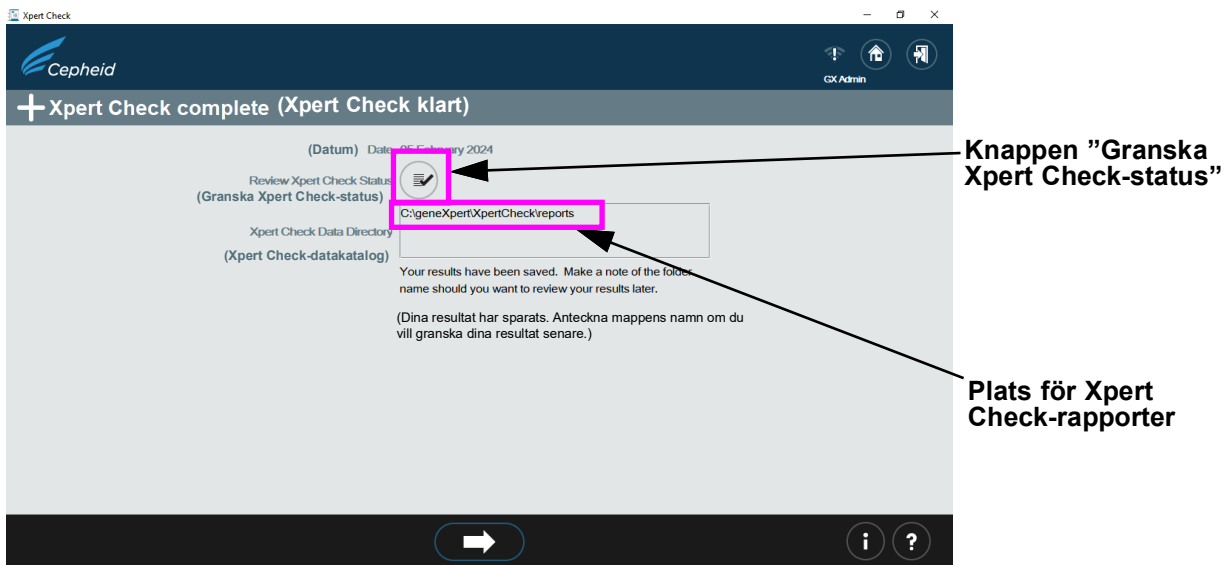 Xpert Check
Cepheid
GX Admin
Xpert Check complete (Xpert Check klart)
(Datum) Date 05 February 2024
Knappen ”Granska
Xpert Check-status”
Review Xpert Check Status
(Granska Xpert Check-status)
C:\geneXpert\XpertCheck\reports
Xpert Check Data Directory
(Xpert Check-datakatalog)
Your results have been saved. Make a note of the folder
name should you want to review your results later.
(Dina resultat har sparats. Anteckna mappens namn om du
vill granska dina resultat senare.)
Plats för Xpert
Check-rapporter
i ?